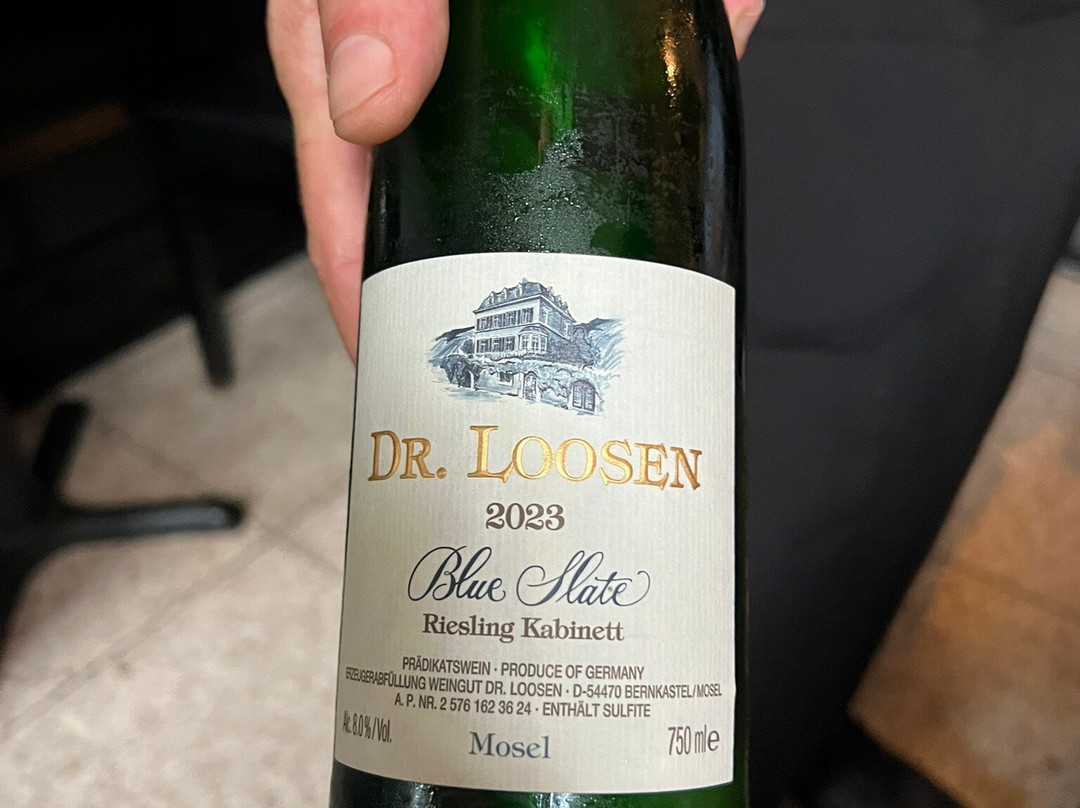 DR. LOOSEN
2023
Blue Slate
Riesling Kabinett
PRÄDIKATSWEIN · PRODUCE OF GERMANY
ERZEUGERABFÜLLUNG WEINGUT DR. LOOSEN · D-54470 BERNKASTEL/MOSEL
A. P. NR. 2 576 162 36 24 · ENTHÄLT SULFITE
Alc. 8.0%/Vol.
Mosel
750 ml e